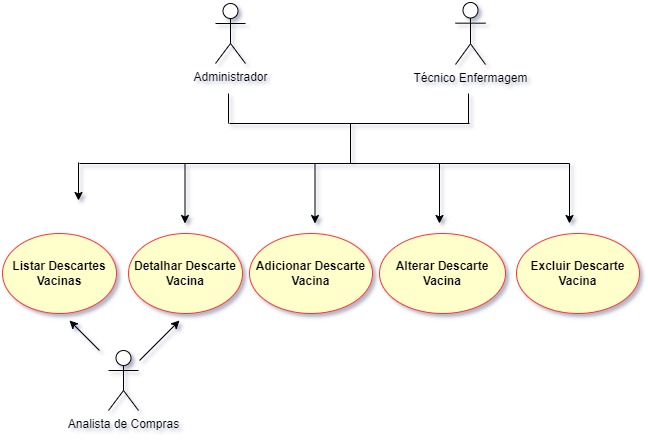 Administrador
Técnico Enfermagem
Listar Descartes
Vacinas
Detalhar Descarte
Vacina
Adicionar Descarte
Vacina
Alterar Descarte
Vacina
Excluir Descarte
Vacina
Analista de Compras